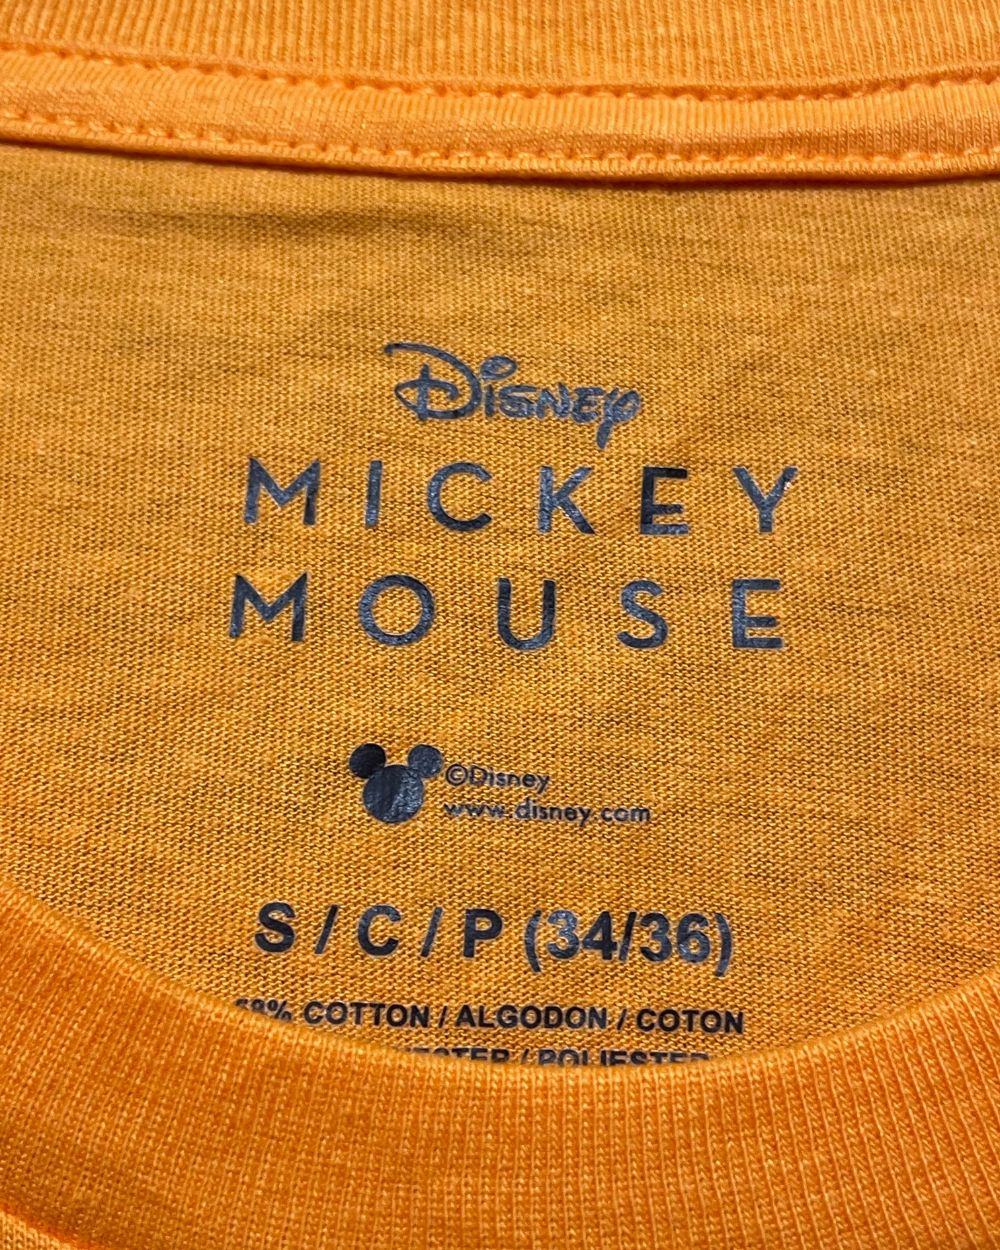 Disney
MICKEY
MOUSE
©Disney
www.disney.com
S / C / P (34/36)
COTTON / ALGODON / COTON